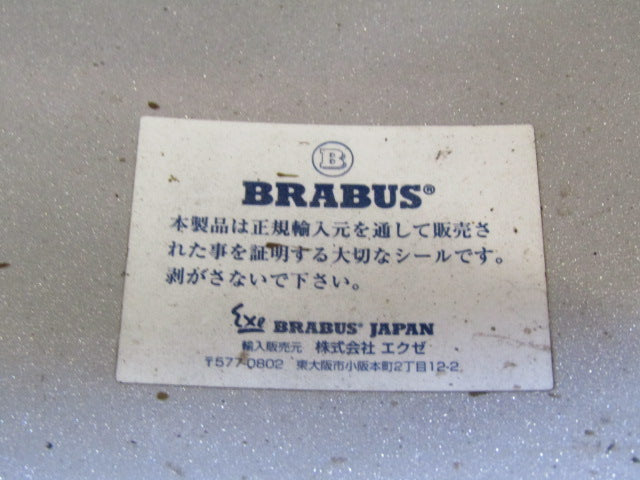 B
BRABUS®
本製品は正規輸入元を通して販売さ
れた事を証明する大切なシールです。
剥がさないで下さい。
Exe BRABUS® JAPAN
輸入販売元 株式会社 エクゼ
〒577-0802 東大阪市小阪本町2丁目12-2